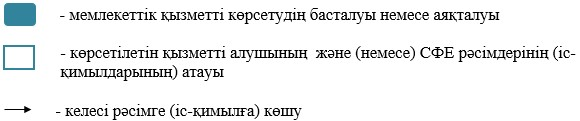 - мемлекеттік қызметті көрсетудің басталуы немесе аяқталуы
- көрсетілетін қызметті алушының және (немесе) СФЕ рәсімдерінің (іс-
қимылдарының) атауы
- келесі рәсімге (іс-қимылға) көшу